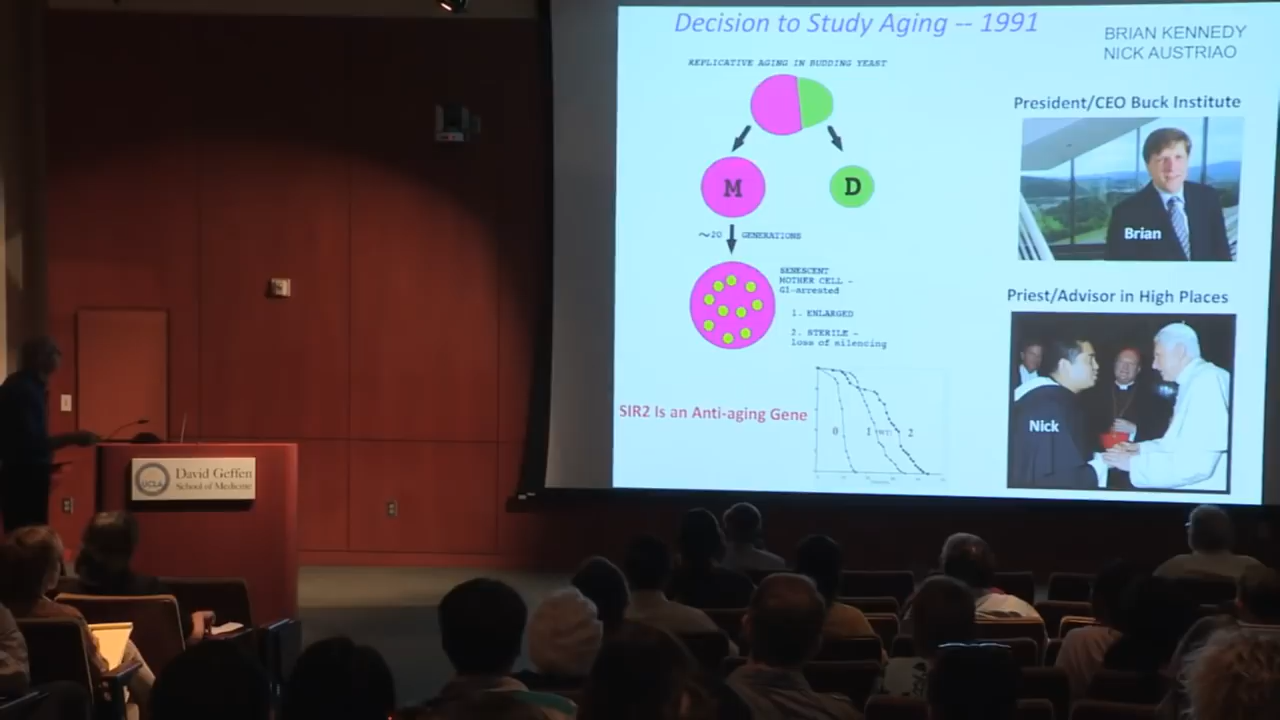 Decision to Study Aging -- 1991
BRIAN KENNEDY
NICK AUSTRIAO
REPLICATIVE AGING IN BUDDING YEAST
President/CEO Buck Institute
M
D
Brian
~20 GENERATIONS
SENESCENT
MOTHER CELL -
G1-arrested
1. ENLARGED
2. STERILE -
loss of silencing
Priest/Advisor in High Places
SIR2 Is an Anti-aging Gene
0
1 (WT)
2
Nick
UCLA
David Geffen
School of Medicine